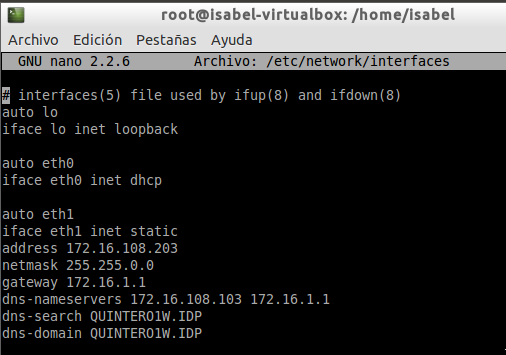 root@isabel-virtualbox: /home/isabel
Archivo Edición Pestañas Ayuda
GNU nano 2.2.6 Archivo: /etc/network/interfaces
# interfaces(5) file used by ifup(8) and ifdown(8)
auto lo
iface lo inet loopback
auto eth0
iface eth0 inet dhcp
auto eth1
iface eth1 inet static
address 172.16.108.203
netmask 255.255.0.0
gateway 172.16.1.1
dns-nameservers 172.16.108.103 172.16.1.1
dns-search QUINTERO1W.IDP
dns-domain QUINTERO1W.IDP